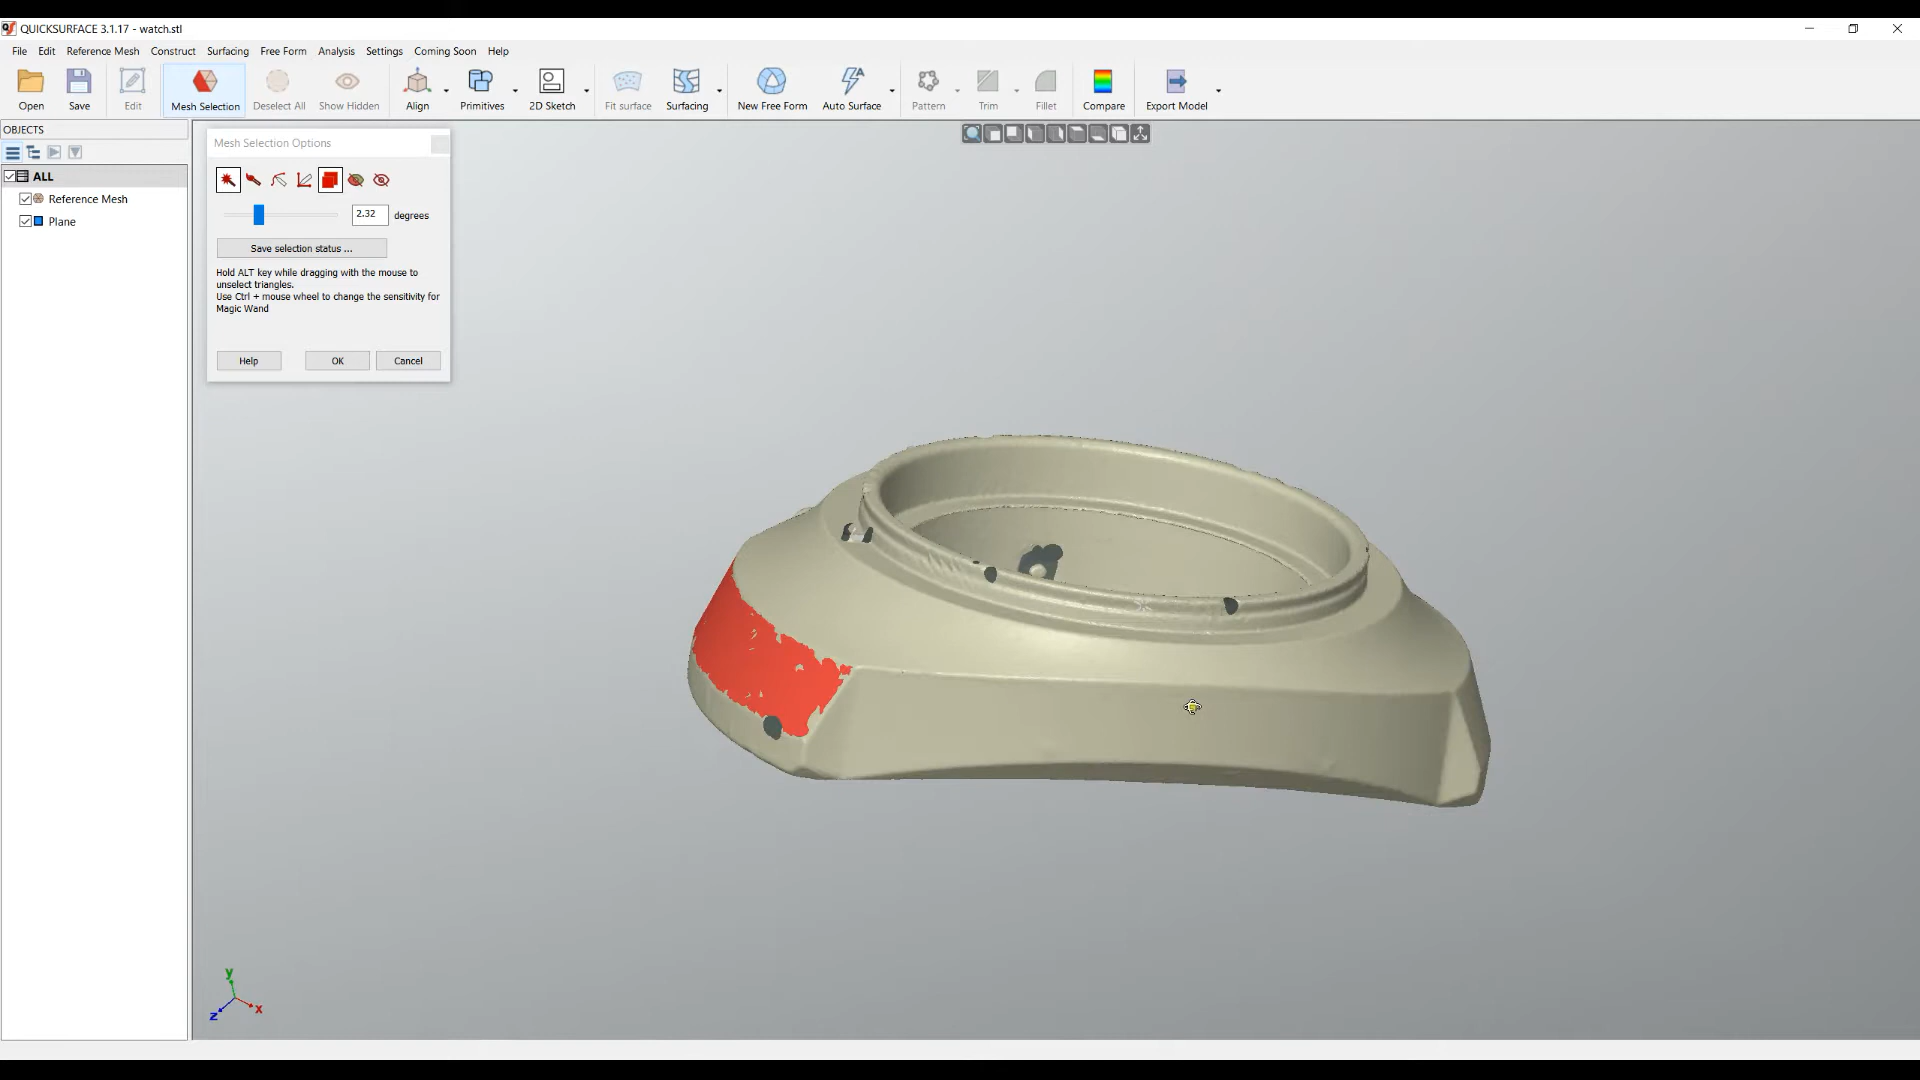 QUICKSURFACE 3.1.17 - watch.stl
File Edit Reference Mesh Construct Surfacing Free Form Analysis Settings Coming Soon Help
Open Save Edit Mesh Selection Deselect All Show Hidden Align Primitives 2D Sketch Fit surface Surfacing New Free Form Auto Surface Pattern Trim Fillet Compare Export Model
OBJECTS
ALL
Reference Mesh
Plane
Mesh Selection Options
2.32 degrees
Save selection status ...
Hold ALT key while dragging with the mouse to
unselect triangles.
Use Ctrl + mouse wheel to change the sensitivity for
Magic Wand
Help OK Cancel
y
x
z